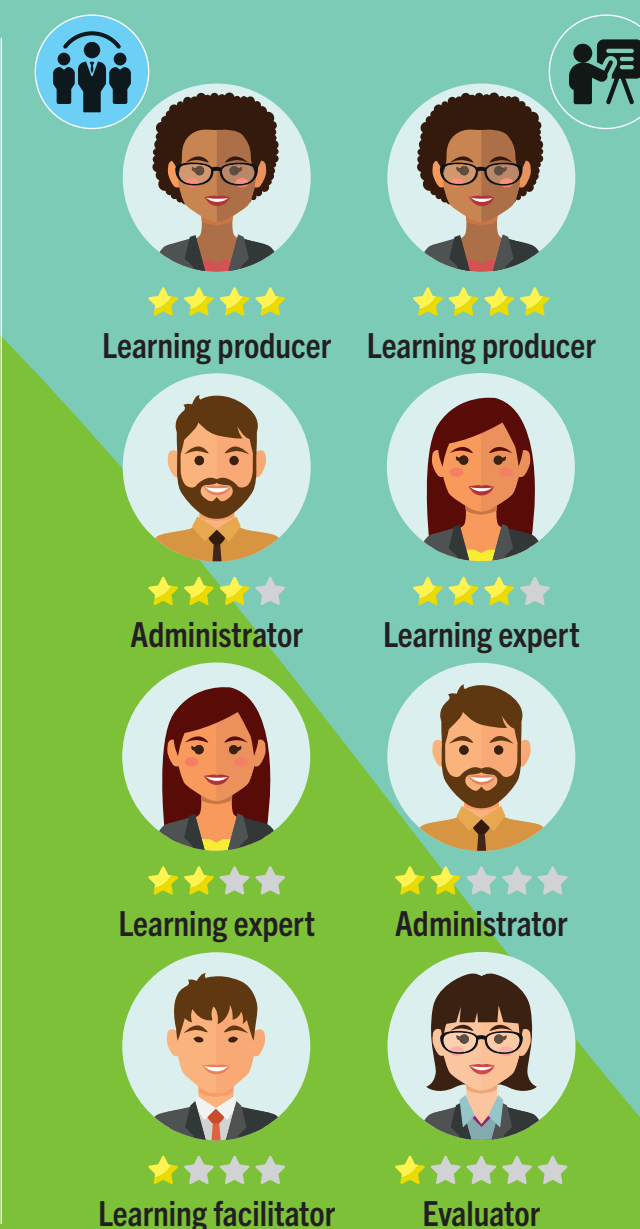 Learning producer Learning producer
Administrator Learning expert
Learning expert Administrator
Learning facilitator Evaluator